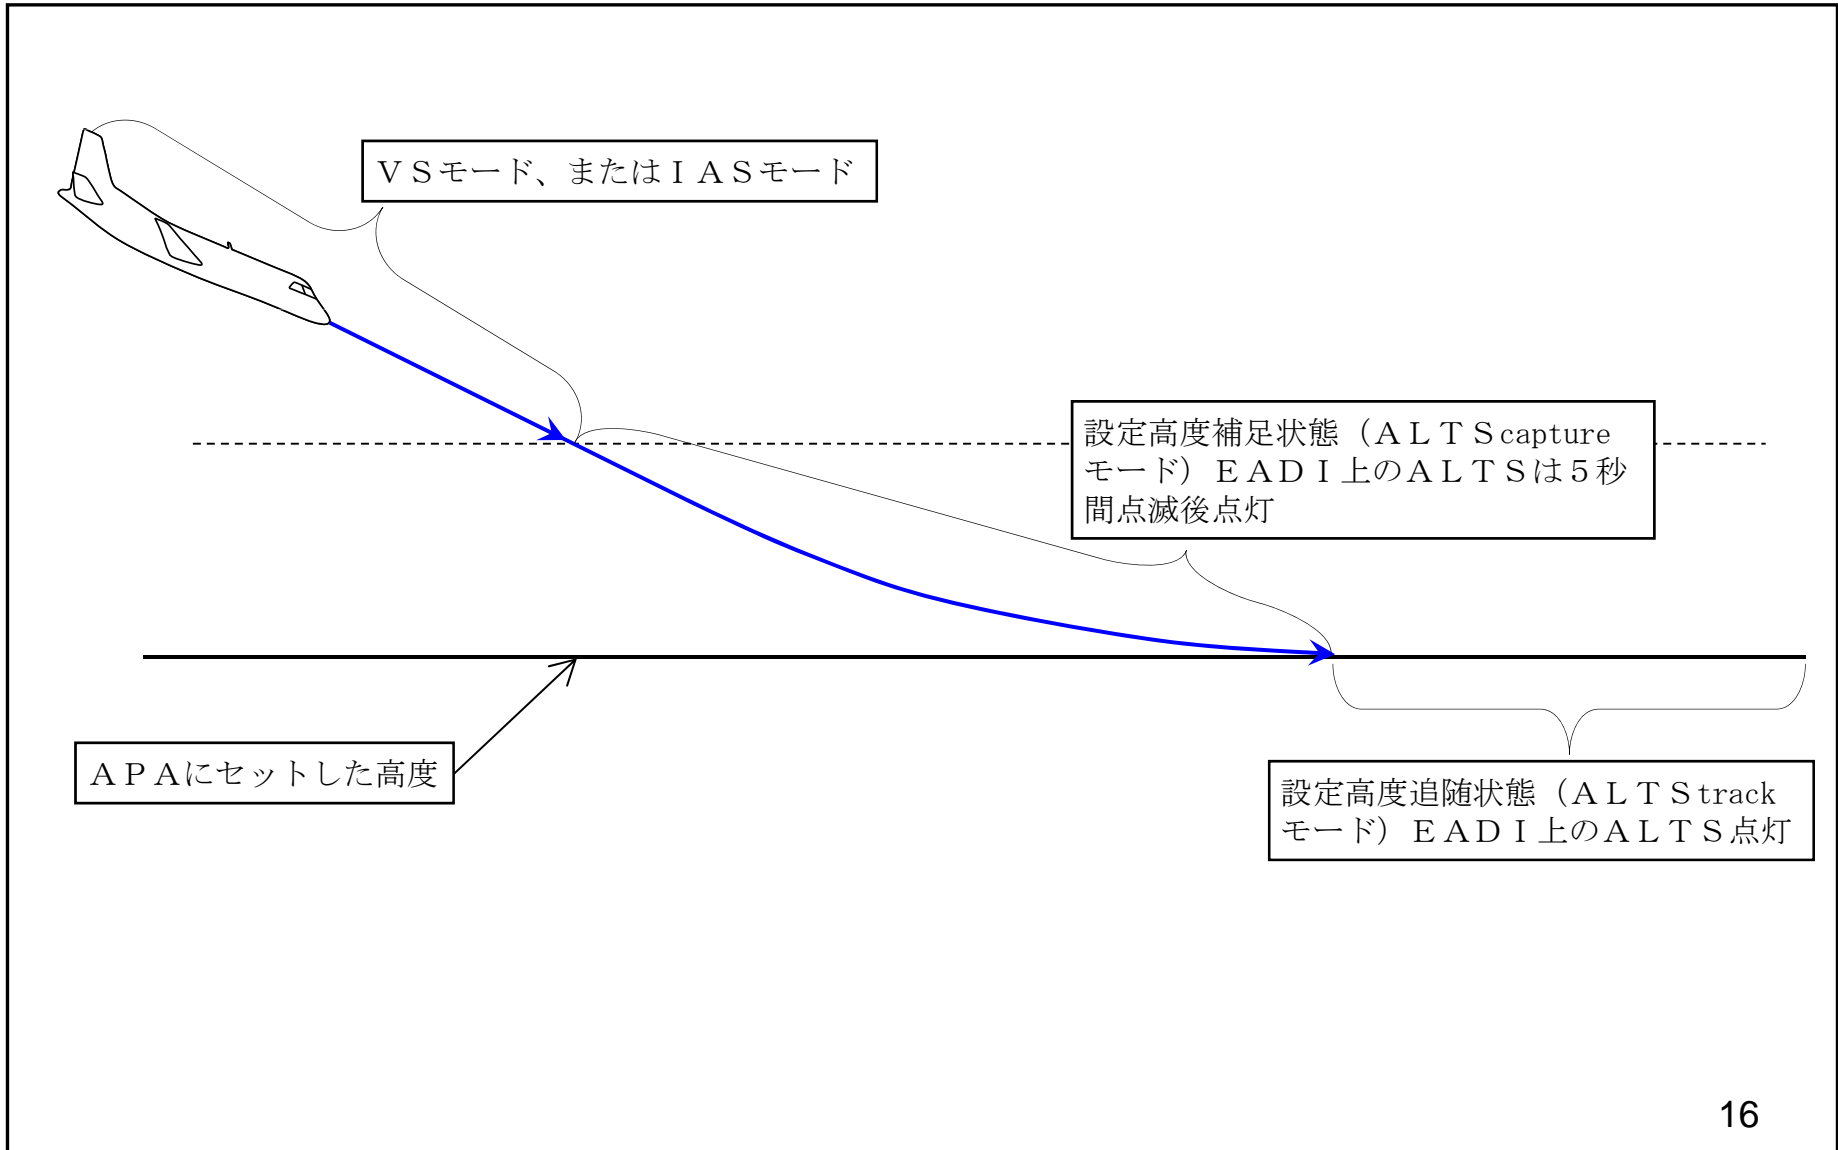 ＶＳモード、またはＩＡＳモード
設定高度補足状態（ＡＬＴＳcapture
モード）ＥＡＤＩ上のＡＬＴＳは５秒
間点滅後点灯
ＡＰＡにセットした高度
設定高度追随状態（ＡＬＴＳtrack
モード）ＥＡＤＩ上のＡＬＴＳ点灯
16